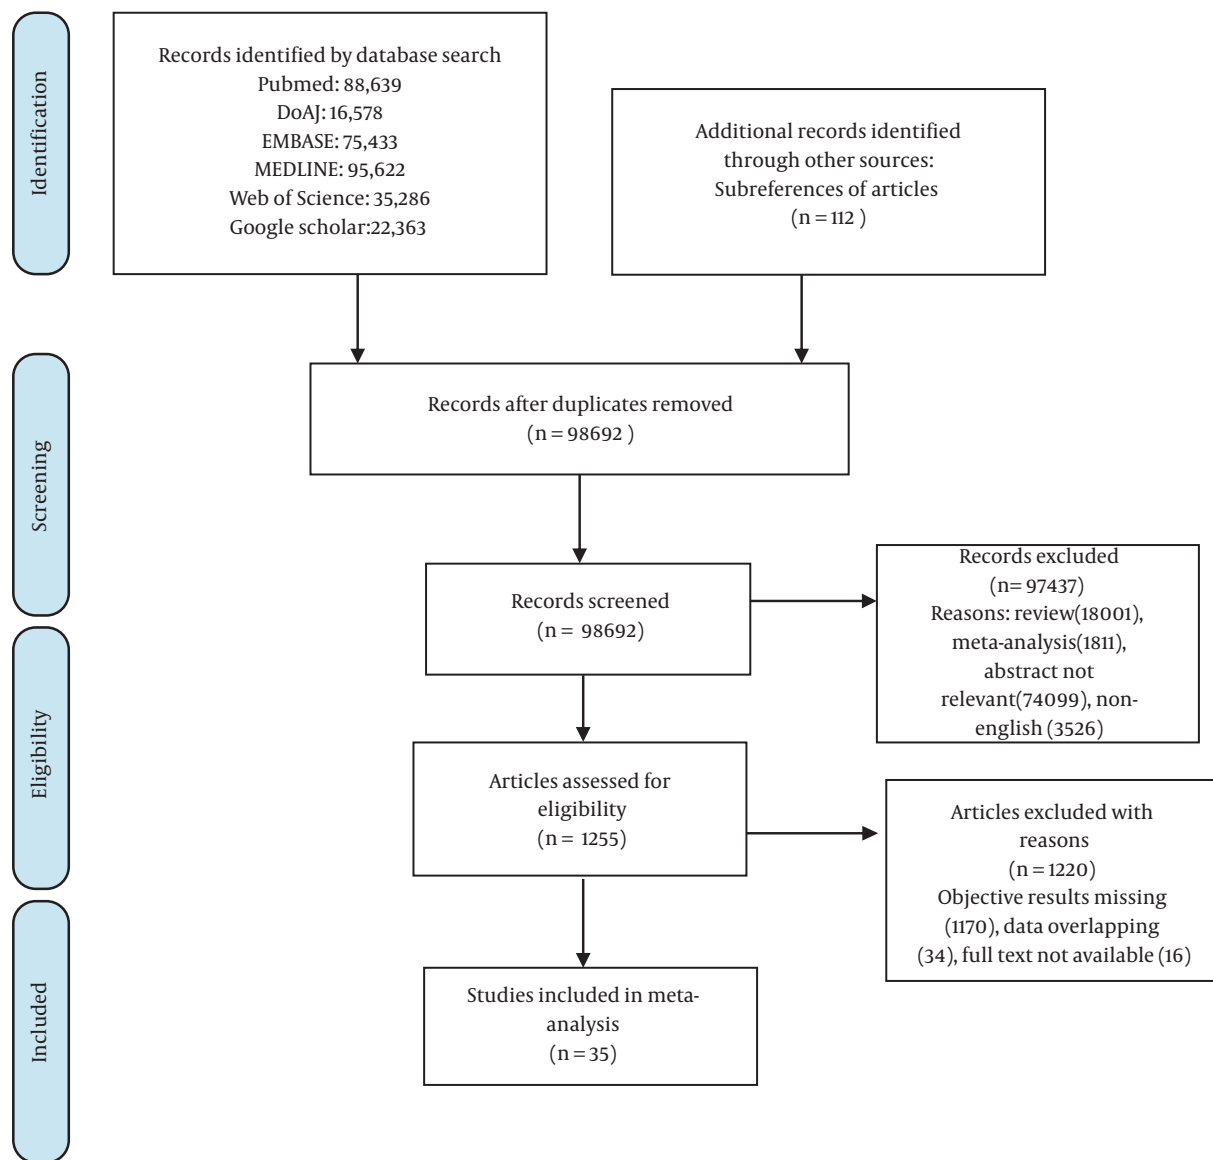 Identification
Records identified by database search
Pubmed: 88,639
DoAJ: 16,578
EMBASE: 75,433
MEDLINE: 95,622
Web of Science: 35,286
Google scholar:22,363
Additional records identified
through other sources:
Subreferences of articles
(n = 112 )
Screening
Records after duplicates removed
(n = 98692 )
Records screened
(n = 98692)
Records excluded
(n= 97437)
Reasons: review(18001),
meta-analysis(1811),
abstract not
relevant(74099), non-
english (3526)
Eligibility
Articles assessed for
eligibility
(n = 1255)
Articles excluded with
reasons
(n = 1220)
Objective results missing
(1170), data overlapping
(34), full text not available (16)
Included
Studies included in meta-
analysis
(n = 35)